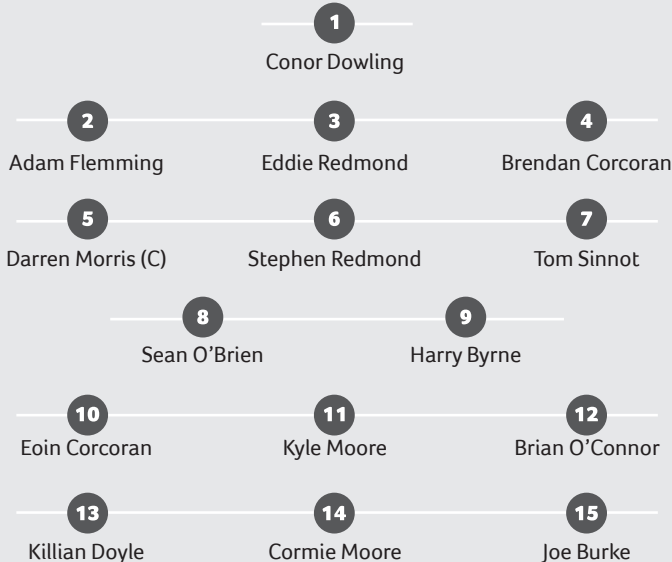 1
Conor Dowling
2 3 4
Adam Flemming Eddie Redmond Brendan Corcoran
5 6 7
Darren Morris (C) Stephen Redmond Tom Sinnot
8 9
Sean O’Brien Harry Byrne
10 11 12
Eoin Corcoran Kyle Moore Brian O’Connor
13 14 15
Killian Doyle Cormie Moore Joe Burke